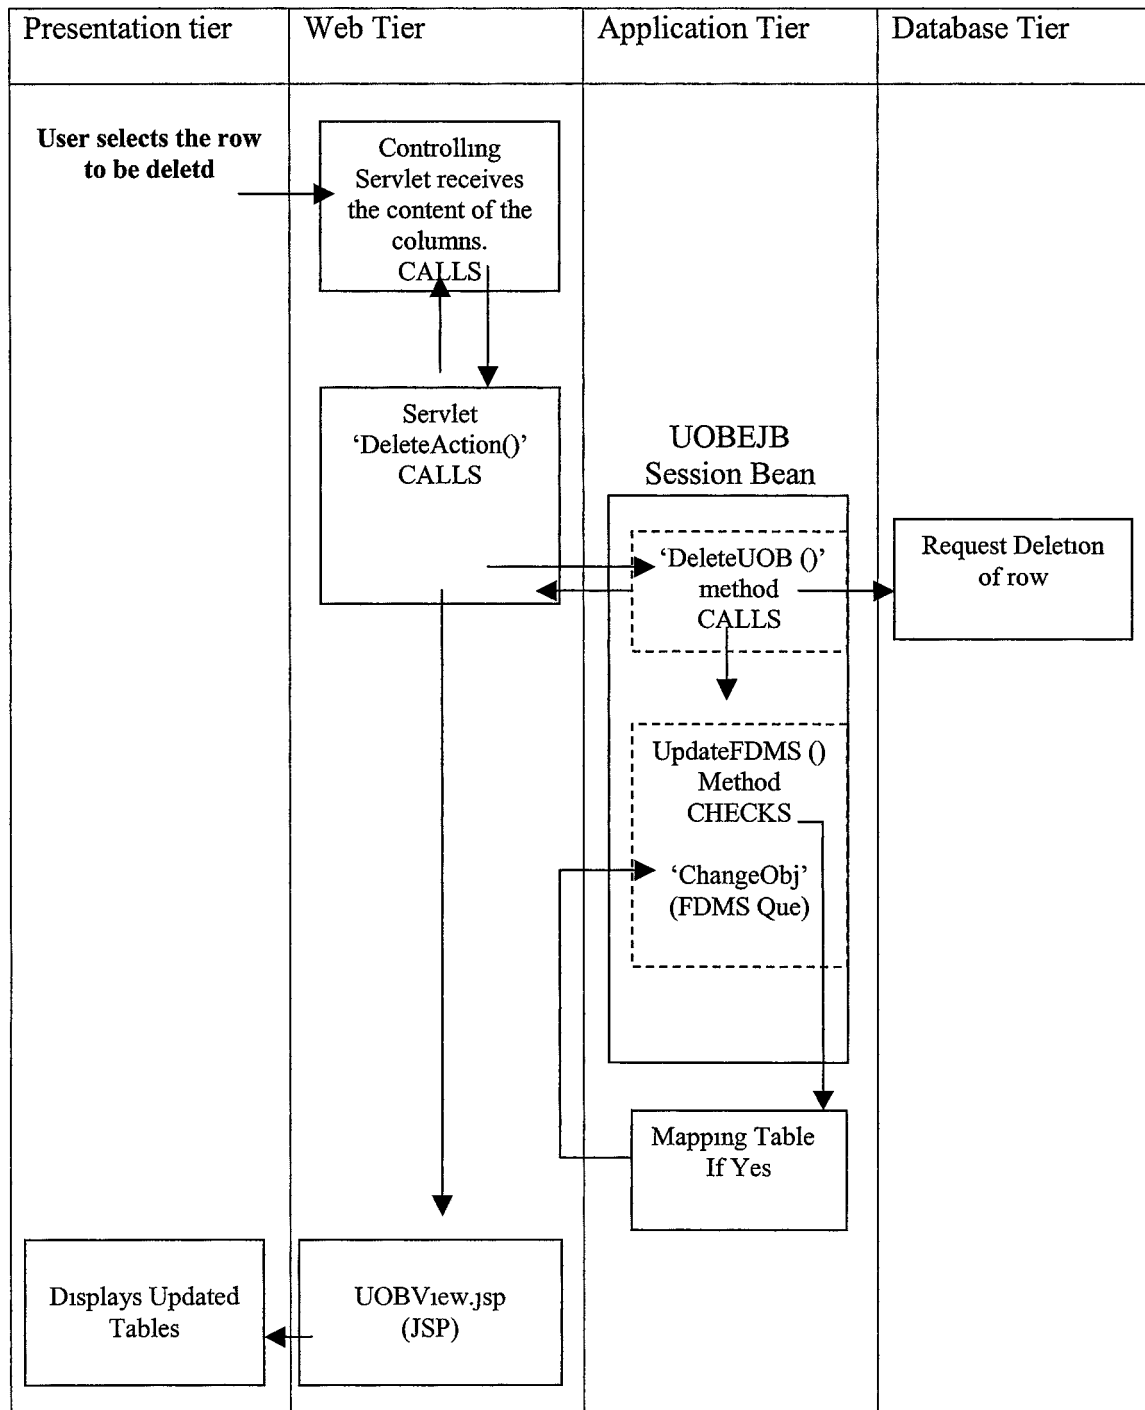 Presentation tier
Web Tier
Application Tier
Database Tier
User selects the row
to be deletd
Controlling
Servlet receives
the content of the
columns.
CALLS
Servlet
‘DeleteAction()’
CALLS
UOBEJB
Session Bean
‘DeleteUOB ()’
method
CALLS
Request Deletion
of row
UpdateFDMS ()
Method
CHECKS
‘ChangeObj’
(FDMS Que)
Mapping Table
If Yes
Displays Updated
Tables
UOBView.jsp
(JSP)